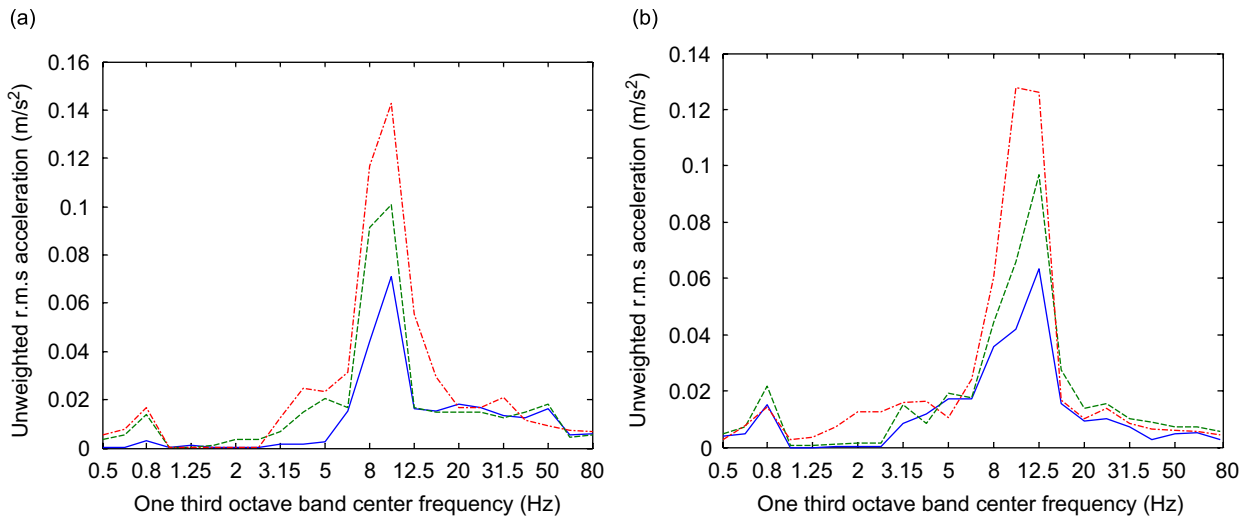 (a)
Unweighted r.m.s acceleration (m/s²)
0.16
0.14
0.12
0.1
0.08
0.06
0.04
0.02
0
0.5 0.8 1.25 2 3.15 5 8 12.5 20 31.5 50 80
One third octave band center frequency (Hz)
(b)
Unweighted r.m.s acceleration (m/s²)
0.14
0.12
0.1
0.08
0.06
0.04
0.02
0
0.5 0.8 1.25 2 3.15 5 8 12.5 20 31.5 50 80
One third octave band center frequency (Hz)